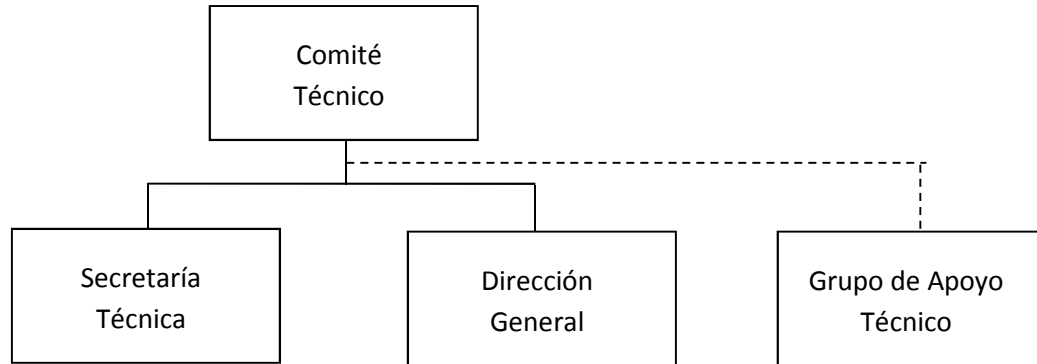 Comité
Técnico
Secretaría
Técnica
Dirección
General
Grupo de Apoyo
Técnico